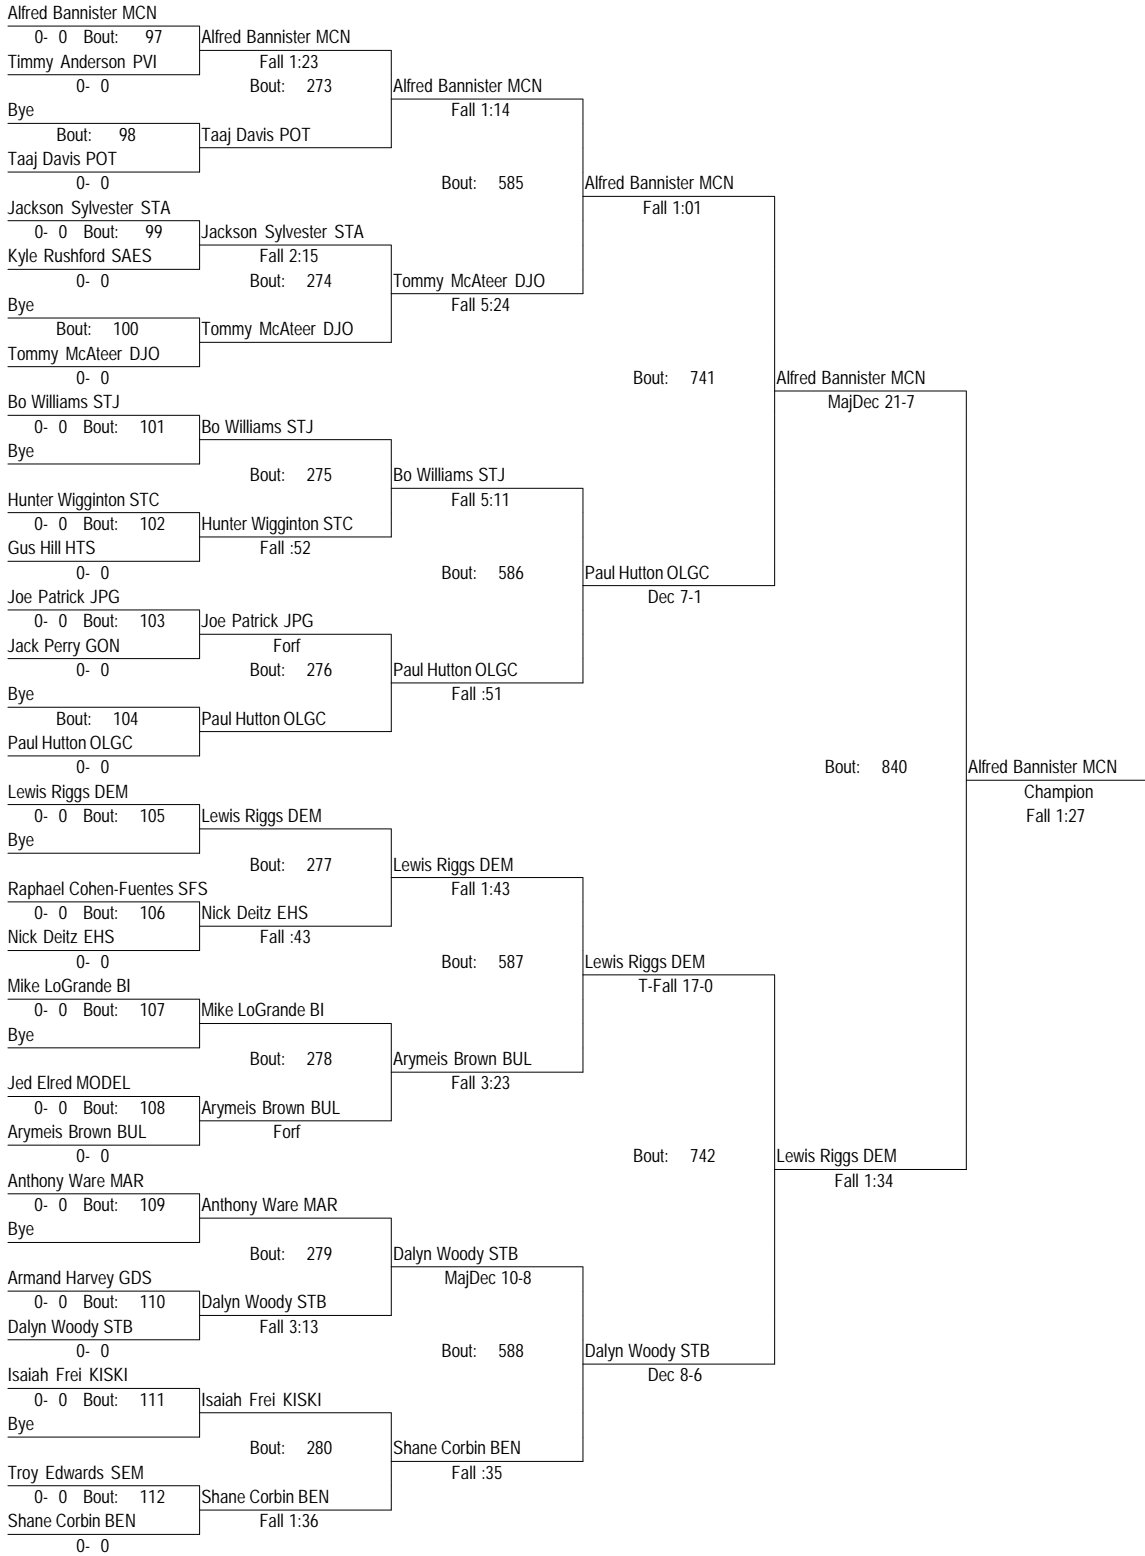 Alfred Bannister MCN
0- 0 Bout: 97 Alfred Bannister MCN
Timmy Anderson PVI Fall 1:23
0- 0 Bout: 273 Alfred Bannister MCN
Bye Fall 1:14
Bout: 98 Taaj Davis POT
Taaj Davis POT
0- 0 Bout: 585 Alfred Bannister MCN
Jackson Sylvester STA Fall 1:01
0- 0 Bout: 99 Jackson Sylvester STA
Kyle Rushford SAES Fall 2:15
0- 0 Bout: 274 Tommy McAteer DJO
Bye Fall 5:24
Bout: 100 Tommy McAteer DJO
Tommy McAteer DJO
0- 0 Bout: 741 Alfred Bannister MCN
Bo Williams STJ MajDec 21-7
0- 0 Bout: 101 Bo Williams STJ
Bye
Bout: 275 Bo Williams STJ
Hunter Wigginton STC Fall 5:11
0- 0 Bout: 102 Hunter Wigginton STC
Gus Hill HTS Fall :52
0- 0 Bout: 586 Paul Hutton OLGC
Joe Patrick JPG Dec 7-1
0- 0 Bout: 103 Joe Patrick JPG
Jack Perry GON Forf
0- 0 Bout: 276 Paul Hutton OLGC
Bye Fall :51
Bout: 104 Paul Hutton OLGC
Paul Hutton OLGC
0- 0 Bout: 840 Alfred Bannister MCN
Lewis Riggs DEM Champion
0- 0 Bout: 105 Lewis Riggs DEM Fall 1:27
Bye
Bout: 277 Lewis Riggs DEM
Raphael Cohen-Fuentes SFS Fall 1:43
0- 0 Bout: 106 Nick Deitz EHS
Nick Deitz EHS Fall :43
0- 0 Bout: 587 Lewis Riggs DEM
Mike LoGrande BI T-Fall 17-0
0- 0 Bout: 107 Mike LoGrande BI
Bye
Bout: 278 Arymeis Brown BUL
Jed Elred MODEL Fall 3:23
0- 0 Bout: 108 Arymeis Brown BUL
Arymeis Brown BUL Forf
0- 0 Bout: 742 Lewis Riggs DEM
Anthony Ware MAR Fall 1:34
0- 0 Bout: 109 Anthony Ware MAR
Bye
Bout: 279 Dalyn Woody STB
Armand Harvey GDS MajDec 10-8
0- 0 Bout: 110 Dalyn Woody STB
Dalyn Woody STB Fall 3:13
0- 0 Bout: 588 Dalyn Woody STB
Isaiah Frei KISKI Dec 8-6
0- 0 Bout: 111 Isaiah Frei KISKI
Bye
Bout: 280 Shane Corbin BEN
Troy Edwards SEM Fall :35
0- 0 Bout: 112 Shane Corbin BEN
Shane Corbin BEN Fall 1:36
0- 0